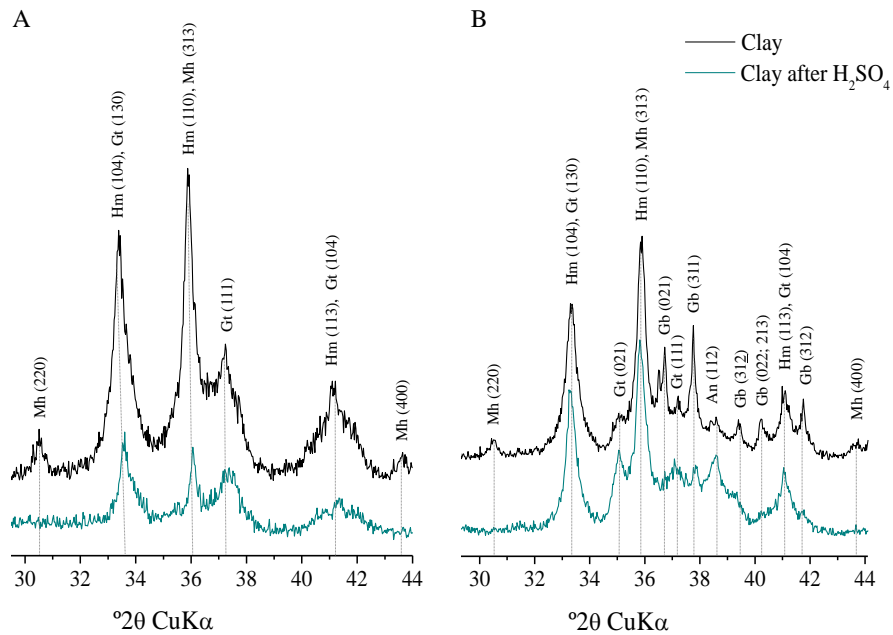 A
Mh (220)
Hm (104), Gt (130)
Hm (110), Mh (313)
Gt (111)
Hm (113), Gt (104)
Mh (400)
30 32 34 36 38 40 42 44
º2θ CuKα
B
Clay
Clay after H₂SO₄
Mh (220)
Hm (104), Gt (130)
Gt (021)
Hm (110), Mh (313)
Gb (021)
Gt (111)
Gb (311)
An (112)
Gb (312)
Gb (022; 213)
Hm (113), Gt (104)
Gb (312)
Mh (400)
30 32 34 36 38 40 42 44
º2θ CuKα